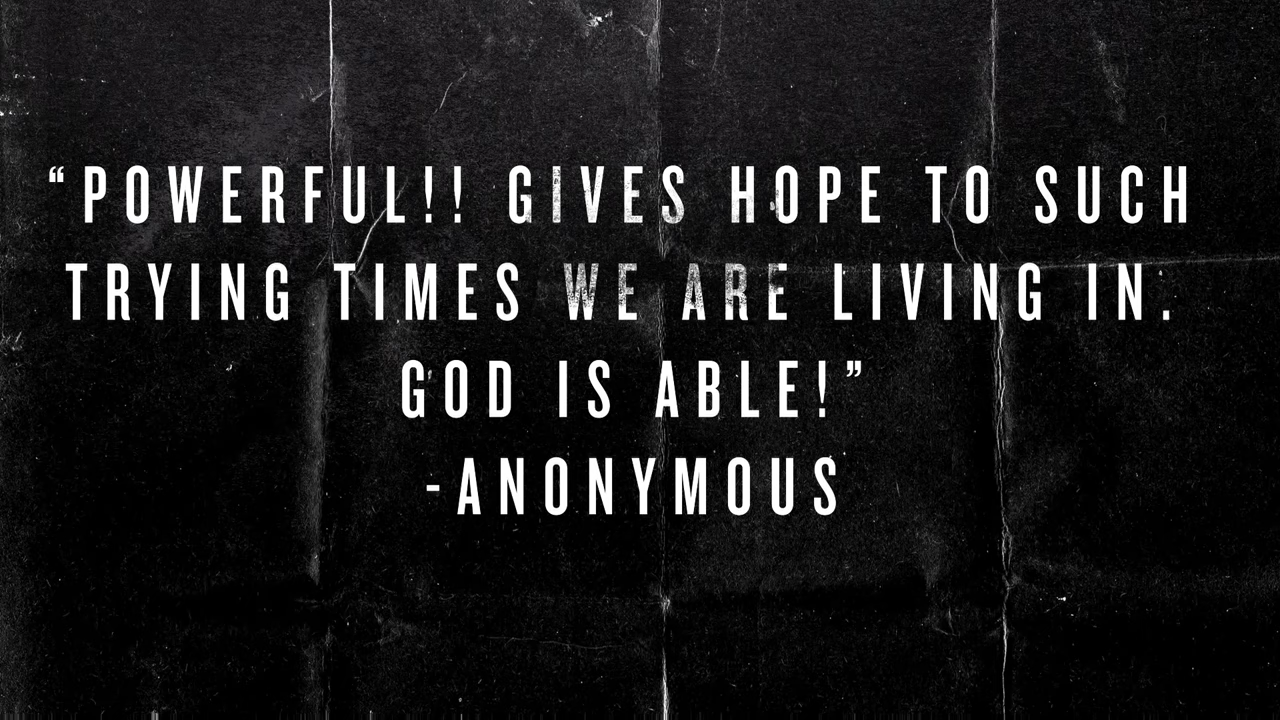 “POWERFUL!! GIVES HOPE TO SUCH
TRYING TIMES WE ARE LIVING IN.
GOD IS ABLE!”
-ANONYMOUS